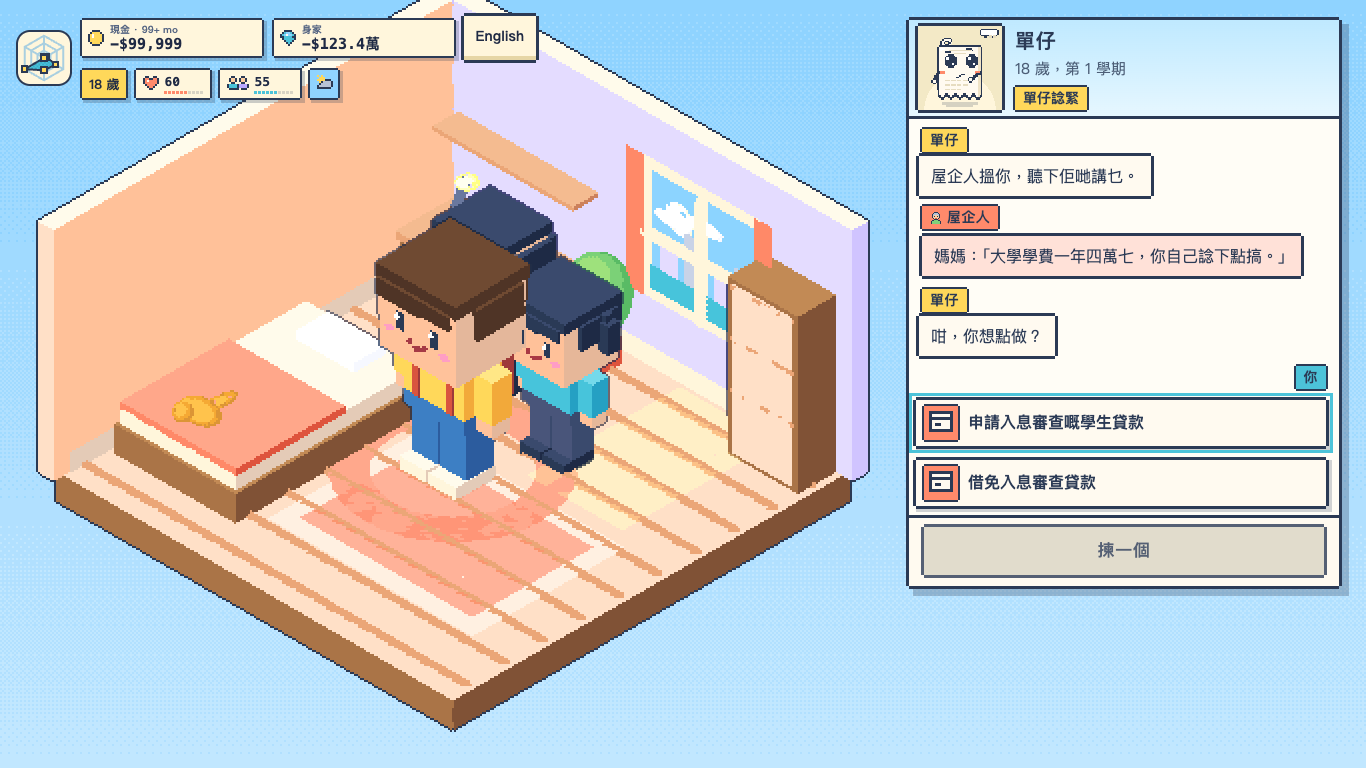 現金 · 99+ mo
−$99,999
身家
−$123.4萬
English
18 歲
60
55
單仔
18 歲，第 1 學期
單仔諗緊
單仔
屋企人搵你，聽下佢哋講乜。
屋企人
媽媽：「大學學費一年四萬七，你自己諗下點搞。」
單仔
咁，你想點做？
你
申請入息審查嘅學生貸款
借免入息審查貸款
揀一個